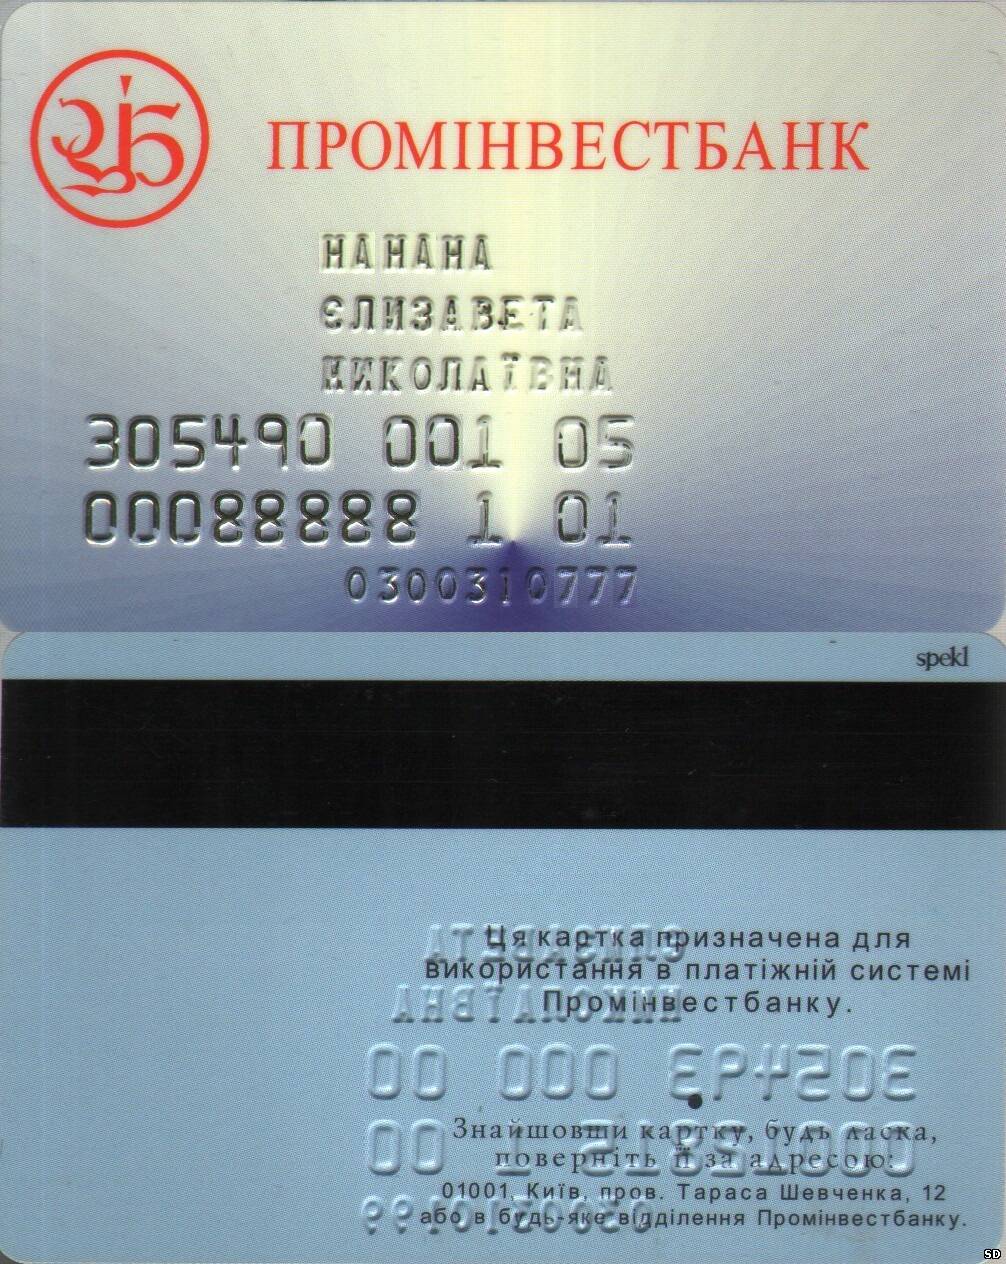 ПРОМІНВЕСТБАНК
НАНАНА
ЄЛИЗАВЕТА
НИКОЛАЇВНА
305490 001 05
00088888 1 01
0300310777
spekl
Ця картка призначена для
використання в платіжній системі
Промінвестбанку.
Знайшовши картку, будь ласка,
поверніть її за адресою:
01001, Київ, пров. Тараса Шевченка, 12
або в будь-яке відділення Промінвестбанку.
SD